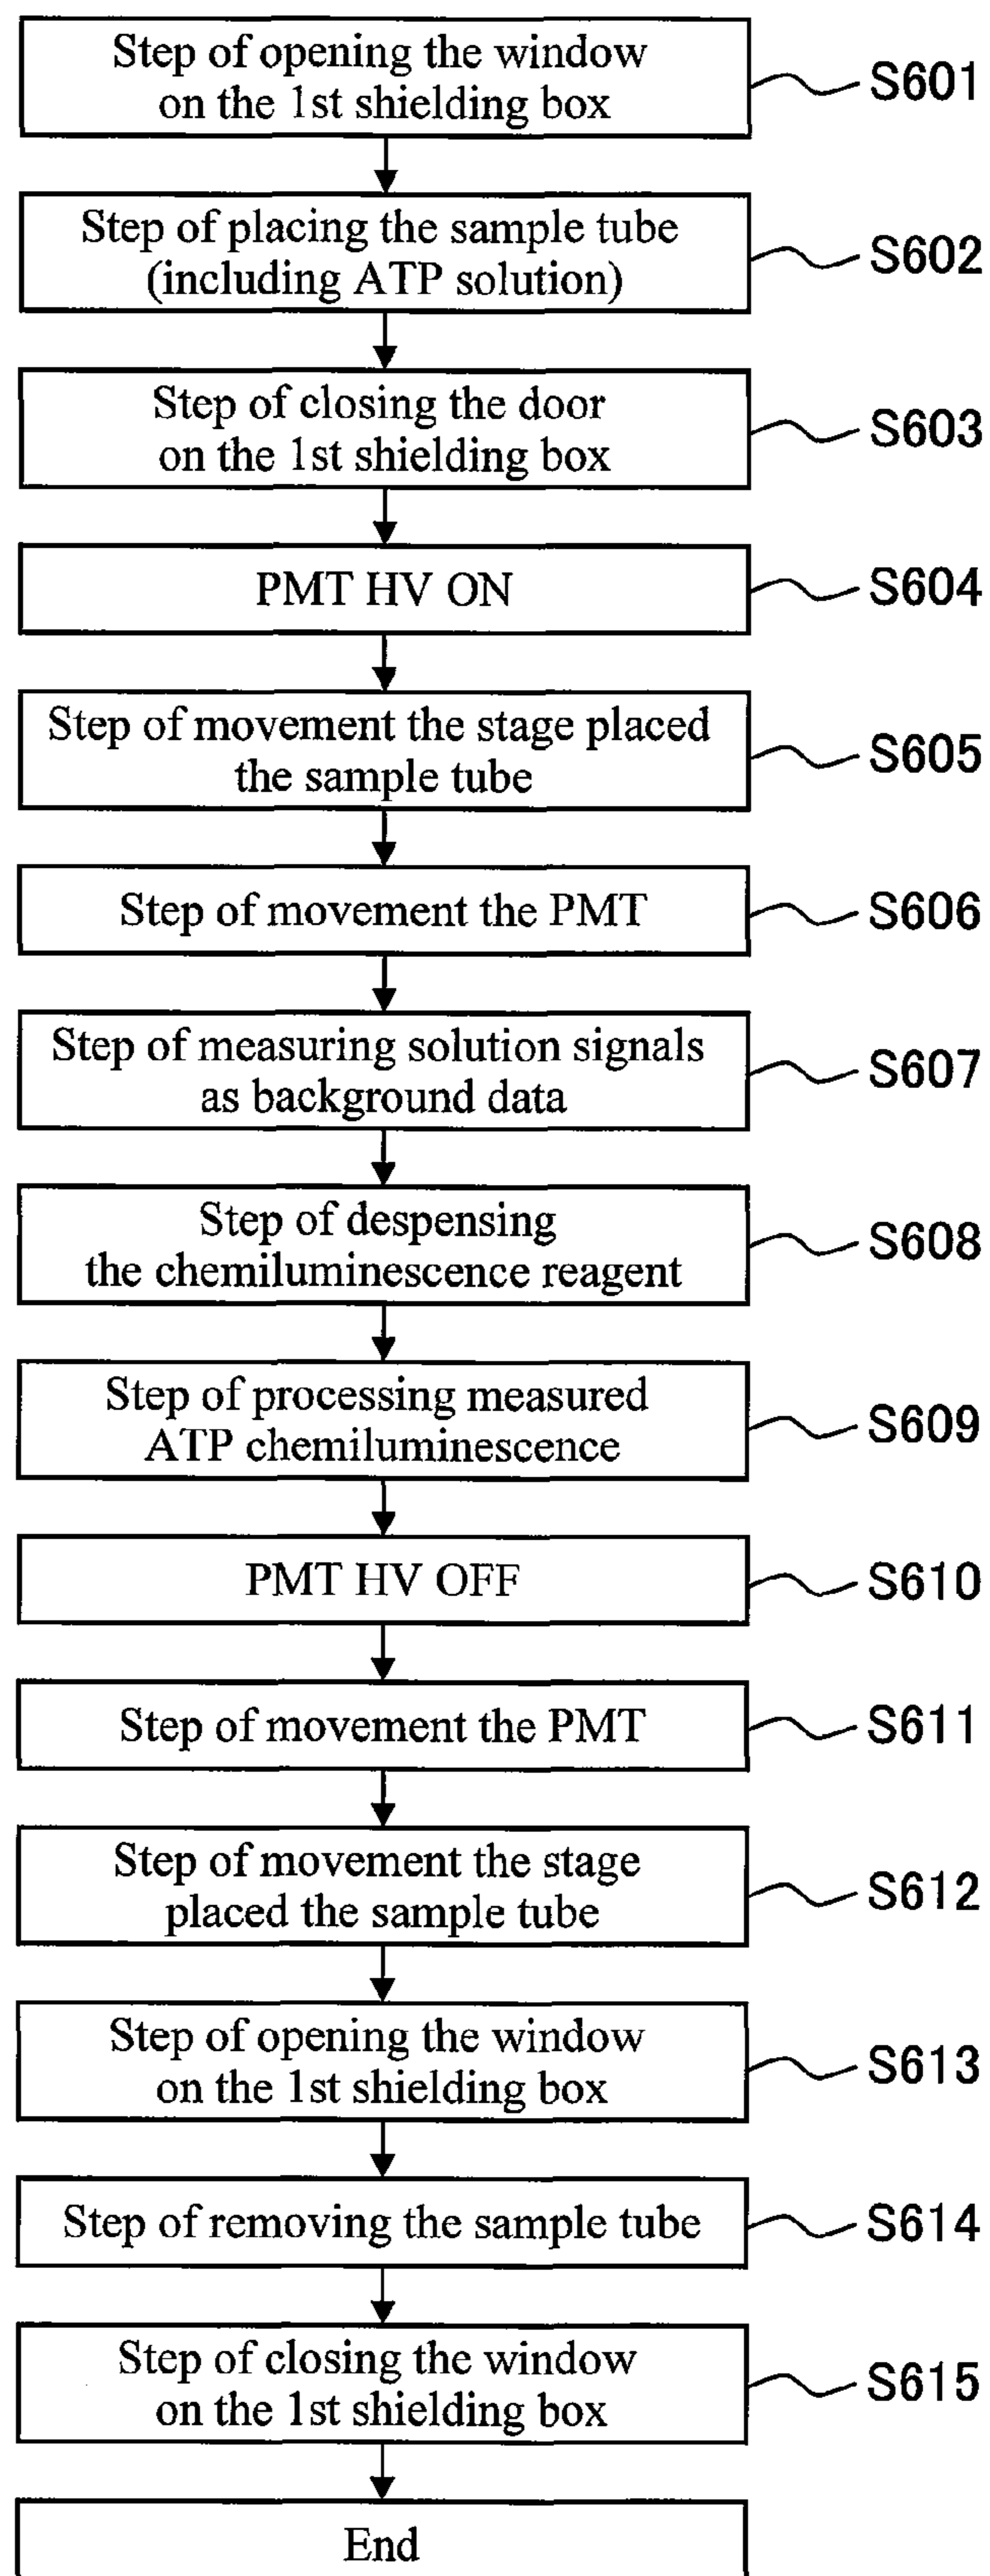 Step of opening the window
on the 1st shielding box
S601
Step of placing the sample tube
(including ATP solution)
S602
Step of closing the door
on the 1st shielding box
S603
PMT HV ON
S604
Step of movement the stage placed
the sample tube
S605
Step of movement the PMT
S606
Step of measuring solution signals
as background data
S607
Step of despensing
the chemiluminescence reagent
S608
Step of processing measured
ATP chemiluminescence
S609
PMT HV OFF
S610
Step of movement the PMT
S611
Step of movement the stage
placed the sample tube
S612
Step of opening the window
on the 1st shielding box
S613
Step of removing the sample tube
S614
Step of closing the window
on the 1st shielding box
S615
End